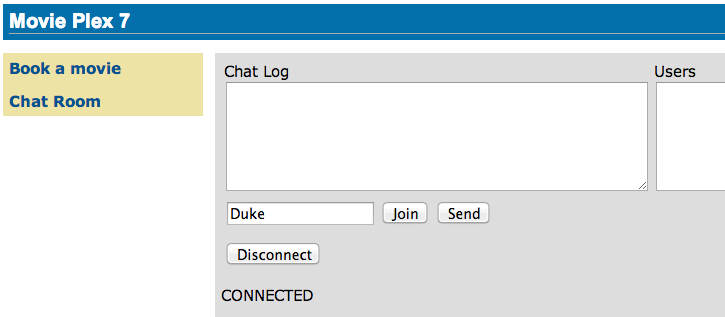 Movie Plex 7
Book a movie
Chat Room
Chat Log
Users
Duke
Join
Send
Disconnect
CONNECTED